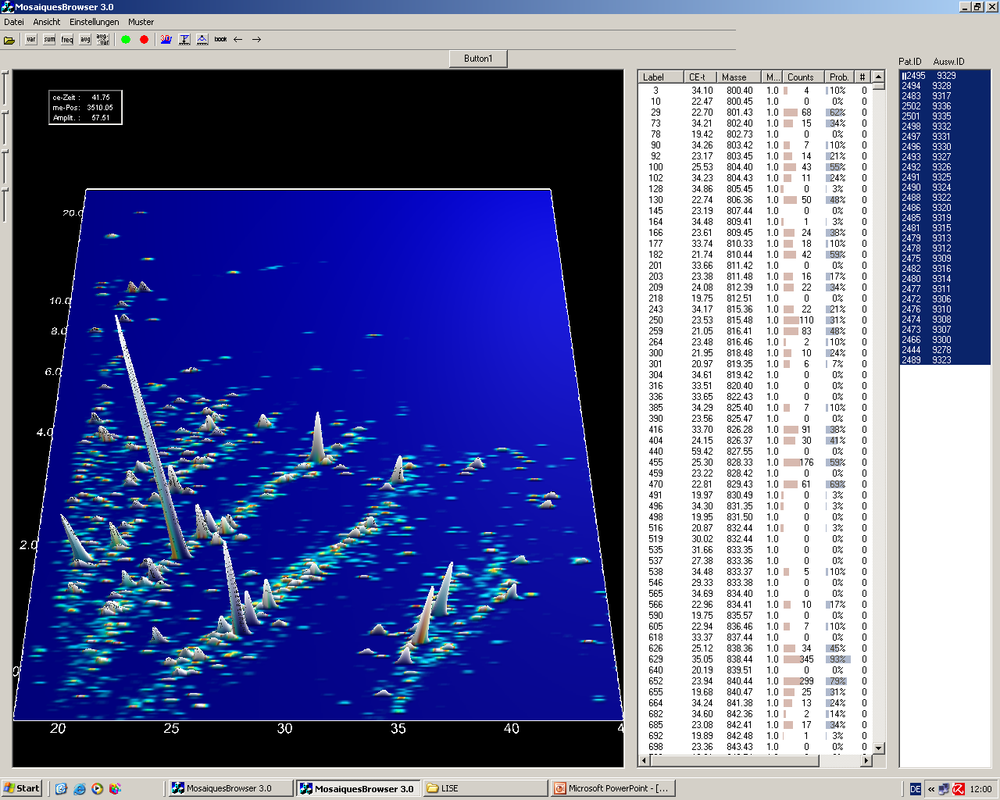 MosaiquesBrowser 3.0
Datei Ansicht Einstellungen Muster
var sum freq avg avg-var 3D book
Button1
Pat.ID Ausw.ID
ce-Zeit : 41.75
me-Pos: 3510.05
Amplit. : 57.51
20.0
10.0
8.0
6.0
4.0
2.0
20 25 30 35 40 4
Label CE-t Masse M... Counts Prob. #
3 34.10 800.40 1.0 4 10% 0
10 22.47 800.45 1.0 0 0% 0
29 22.70 801.43 1.0 68 62% 0
73 34.21 802.40 1.0 15 34% 0
78 19.42 802.73 1.0 0 0% 0
90 34.26 803.42 1.0 7 10% 0
92 23.17 803.45 1.0 14 21% 0
100 25.53 804.40 1.0 43 55% 0
102 34.23 804.43 1.0 11 24% 0
128 34.86 805.45 1.0 0 3% 0
130 22.74 806.36 1.0 50 48% 0
145 23.19 807.44 1.0 0 0% 0
164 34.48 809.41 1.0 1 3% 0
166 23.61 809.45 1.0 24 38% 0
177 33.74 810.33 1.0 18 10% 0
182 21.74 810.44 1.0 42 59% 0
201 33.66 811.42 1.0 0 0% 0
203 23.38 811.48 1.0 16 17% 0
209 24.08 812.39 1.0 22 34% 0
218 19.75 812.51 1.0 0 0% 0
243 34.17 815.36 1.0 22 21% 0
250 23.53 815.48 1.0 110 31% 0
259 21.05 816.41 1.0 83 48% 0
264 23.48 816.46 1.0 2 10% 0
300 21.95 818.48 1.0 10 24% 0
301 20.97 819.35 1.0 6 7% 0
304 34.61 819.42 1.0 0 0% 0
316 33.51 820.40 1.0 0 0% 0
336 33.65 822.43 1.0 0 0% 0
385 34.29 825.40 1.0 7 10% 0
390 23.56 825.47 1.0 0 0% 0
416 33.70 826.28 1.0 91 38% 0
404 24.15 826.37 1.0 30 41% 0
440 59.42 827.55 1.0 0 0% 0
455 25.30 828.33 1.0 176 59% 0
459 23.22 828.42 1.0 0 0% 0
470 22.81 829.43 1.0 61 69% 0
491 19.97 830.49 1.0 0 3% 0
496 34.30 831.35 1.0 0 3% 0
498 19.95 831.50 1.0 0 0% 0
516 20.87 832.44 1.0 0 3% 0
519 30.02 832.44 1.0 0 0% 0
535 31.66 833.35 1.0 0 0% 0
537 27.30 833.36 1.0 0 0% 0
538 34.48 833.37 1.0 5 10% 0
546 29.33 833.38 1.0 0 0% 0
565 34.69 833.40 1.0 0 0% 0
566 22.96 834.41 1.0 10 17% 0
590 19.75 835.57 1.0 0 0% 0
605 22.94 836.46 1.0 7 10% 0
618 33.37 837.44 1.0 0 0% 0
626 25.12 838.36 1.0 34 45% 0
629 35.05 838.44 1.0 345 93% 0
640 20.19 839.51 1.0 0 0% 0
652 23.94 840.44 1.0 299 79% 0
655 19.68 840.47 1.0 25 31% 0
664 34.24 841.38 1.0 13 24% 0
682 34.60 842.36 1.0 2 14% 0
685 23.08 842.41 1.0 17 34% 0
692 19.89 842.48 1.0 1 3% 0
698 23.36 843.43 1.0 0 0% 0
2495 9329
2494 9328
2483 9317
2502 9336
2501 9335
2498 9332
2497 9331
2496 9330
2493 9327
2492 9326
2491 9325
2490 9324
2488 9322
2486 9320
2485 9319
2481 9315
2479 9313
2478 9312
2475 9309
2482 9316
2480 9314
2477 9311
2472 9306
2476 9310
2474 9308
2473 9307
2466 9300
2444 9278
2489 9323
Start MosaiquesBrowser 3.0 MosaiquesBrowser 3.0 LISE Microsoft PowerPoint - [... DE « 12:00